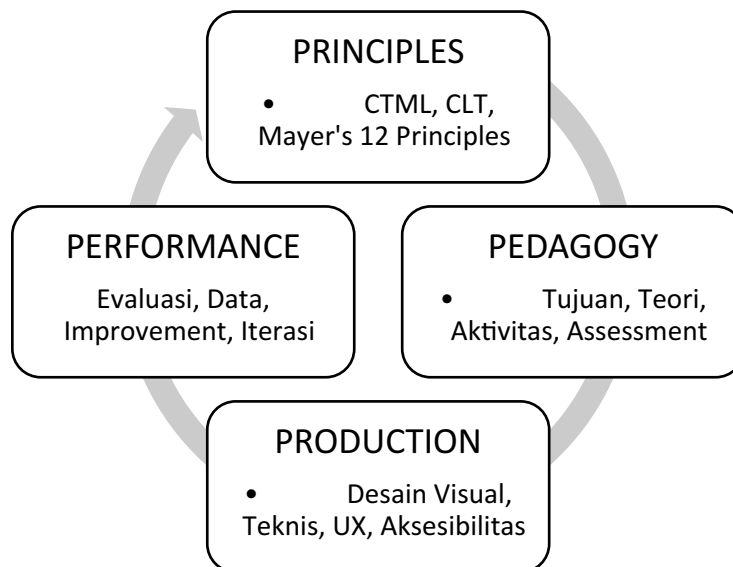 PRINCIPLES
• CTML, CLT,
Mayer's 12 Principles
PERFORMANCE
Evaluasi, Data,
Improvement, Iterasi
PEDAGOGY
• Tujuan, Teori,
Aktivitas, Assessment
PRODUCTION
• Desain Visual,
Teknis, UX, Aksesibilitas